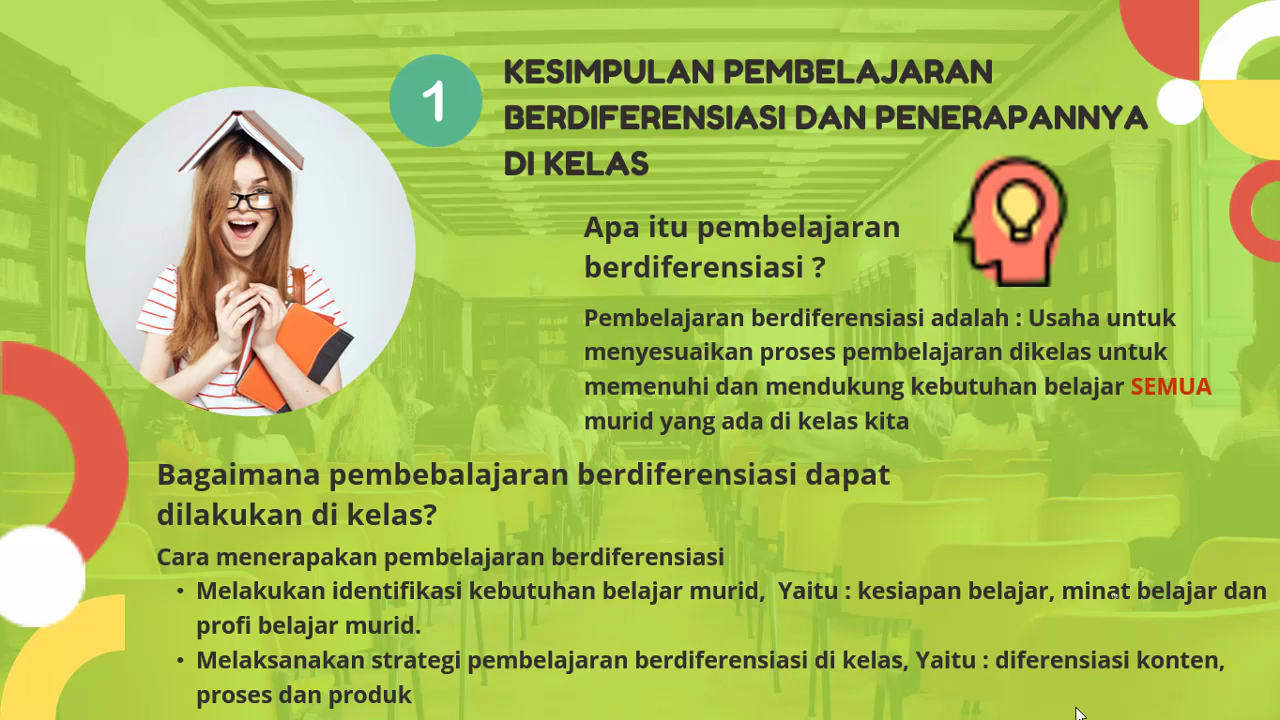 1
KESIMPULAN PEMBELAJARAN
BERDIFERENSIASI DAN PENERAPANNYA
DI KELAS
Apa itu pembelajaran
berdiferensiasi ?
Pembelajaran berdiferensiasi adalah : Usaha untuk
menyesuaikan proses pembelajaran dikelas untuk
memenuhi dan mendukung kebutuhan belajar SEMUA
murid yang ada di kelas kita
Bagaimana pembebalajaran berdiferensiasi dapat
dilakukan di kelas?
Cara menerapakan pembelajaran berdiferensiasi
• Melakukan identifikasi kebutuhan belajar murid, Yaitu : kesiapan belajar, minat belajar dan
profi belajar murid.
• Melaksanakan strategi pembelajaran berdiferensiasi di kelas, Yaitu : diferensiasi konten,
proses dan produk